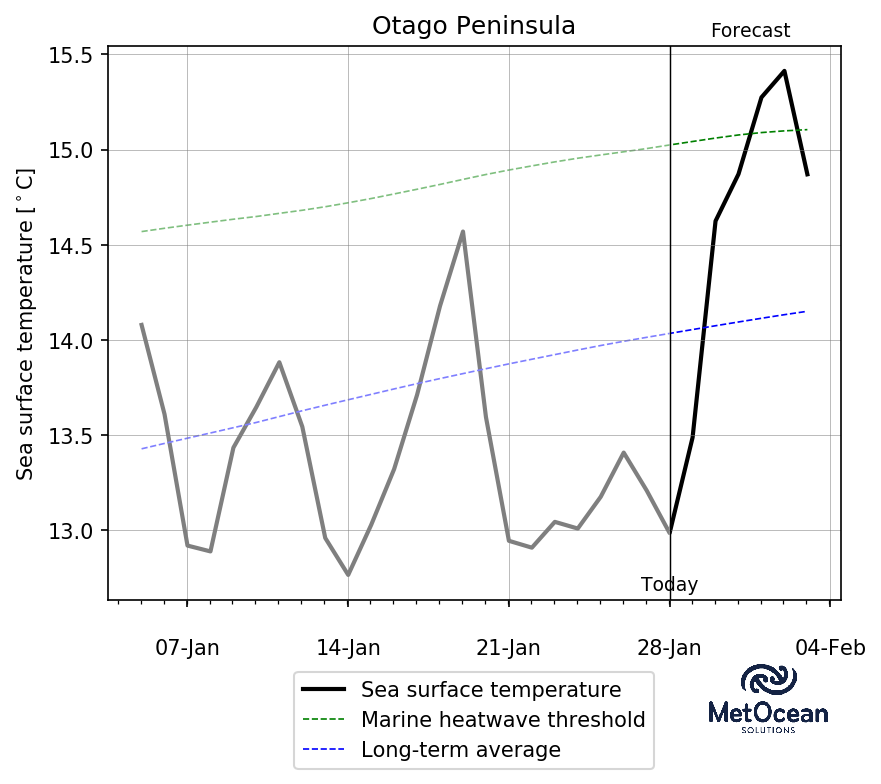 Otago Peninsula
Forecast
Sea surface temperature [°C]
15.5
15.0
14.5
14.0
13.5
13.0
Today
07-Jan
14-Jan
21-Jan
28-Jan
04-Feb
Sea surface temperature
Marine heatwave threshold
Long-term average
MetOcean
SOLUTIONS